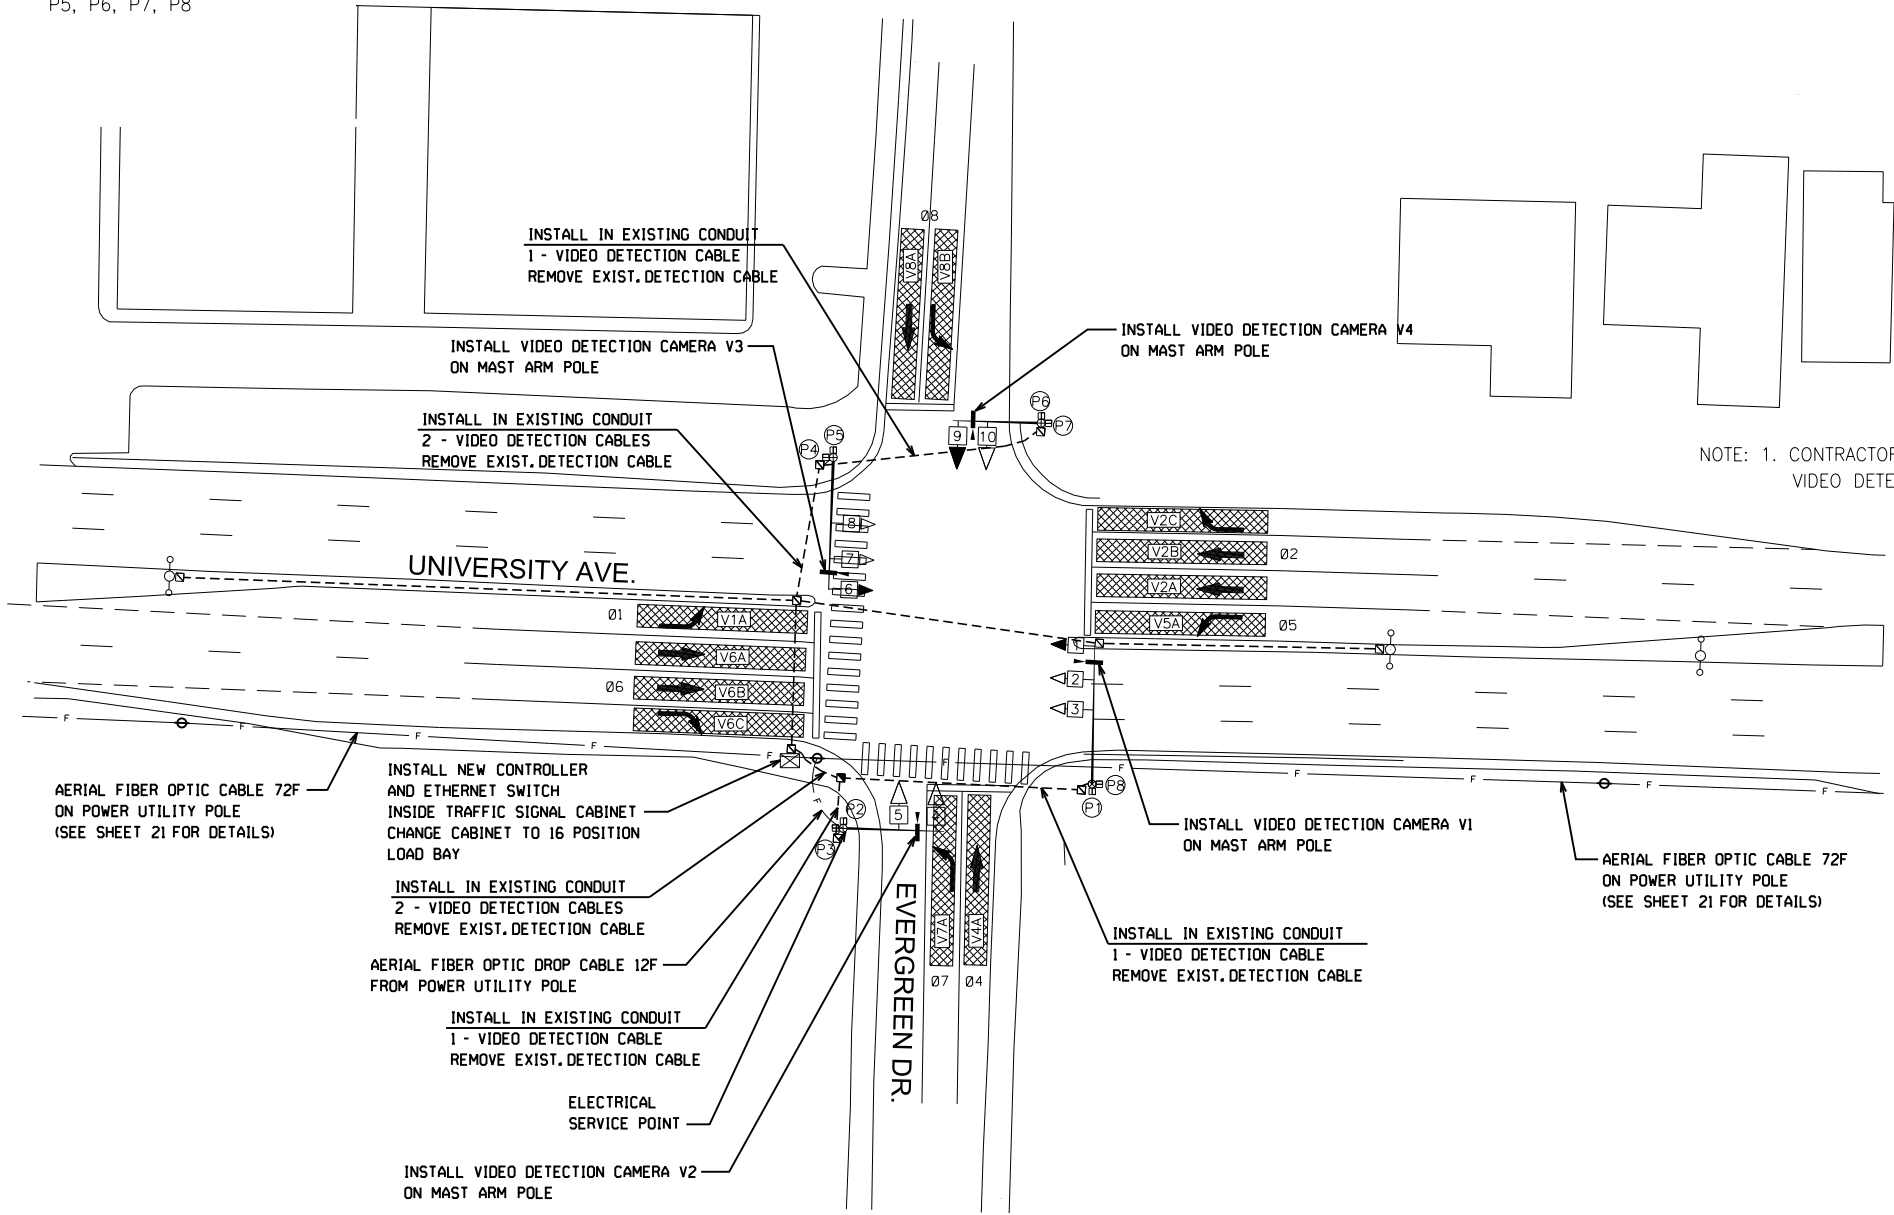 P5, P6, P7, P8
Ø8
INSTALL IN EXISTING CONDUIT
1 - VIDEO DETECTION CABLE
REMOVE EXIST. DETECTION CABLE
V8A
V8B
INSTALL VIDEO DETECTION CAMERA V3
ON MAST ARM POLE
INSTALL VIDEO DETECTION CAMERA V4
ON MAST ARM POLE
INSTALL IN EXISTING CONDUIT
2 - VIDEO DETECTION CABLES
REMOVE EXIST. DETECTION CABLE
P6
P7
P5
P4
9
10
NOTE: 1. CONTRACTOR
VIDEO DETE
8
7
6
V2C
V2B
Ø2
V2A
V5A
Ø5
UNIVERSITY AVE.
Ø1
V1A
V6A
Ø6
V6B
V6C
2
3
F
F
F
F
F
F
F
F
F
F
F
F
AERIAL FIBER OPTIC CABLE 72F
ON POWER UTILITY POLE
(SEE SHEET 21 FOR DETAILS)
INSTALL NEW CONTROLLER
AND ETHERNET SWITCH
INSIDE TRAFFIC SIGNAL CABINET
CHANGE CABINET TO 16 POSITION
LOAD BAY
P2
P3
5
P8
P1
INSTALL VIDEO DETECTION CAMERA V1
ON MAST ARM POLE
AERIAL FIBER OPTIC CABLE 72F
ON POWER UTILITY POLE
(SEE SHEET 21 FOR DETAILS)
INSTALL IN EXISTING CONDUIT
2 - VIDEO DETECTION CABLES
REMOVE EXIST. DETECTION CABLE
V7A
V4A
Ø7
Ø4
EVERGREEN DR.
INSTALL IN EXISTING CONDUIT
1 - VIDEO DETECTION CABLE
REMOVE EXIST. DETECTION CABLE
AERIAL FIBER OPTIC DROP CABLE 12F
FROM POWER UTILITY POLE
INSTALL IN EXISTING CONDUIT
1 - VIDEO DETECTION CABLE
REMOVE EXIST. DETECTION CABLE
ELECTRICAL
SERVICE POINT
INSTALL VIDEO DETECTION CAMERA V2
ON MAST ARM POLE